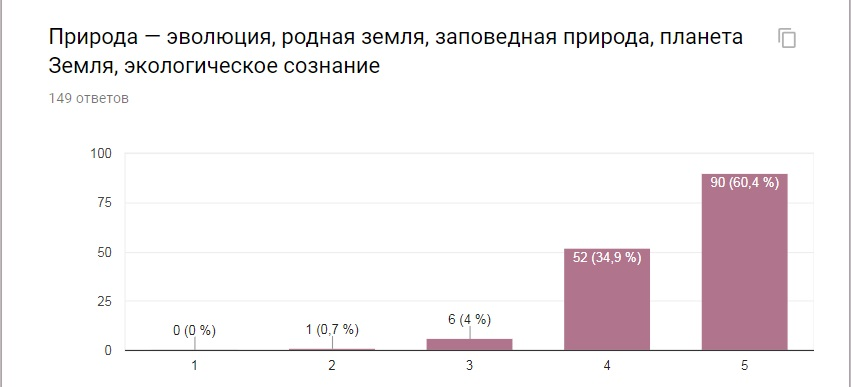 Природа — эволюция, родная земля, заповедная природа, планета
Земля, экологическое сознание
149 ответов
100
75
50
25
0
0 (0 %)
1 (0,7 %)
6 (4 %)
52 (34,9 %)
90 (60,4 %)
1
2
3
4
5